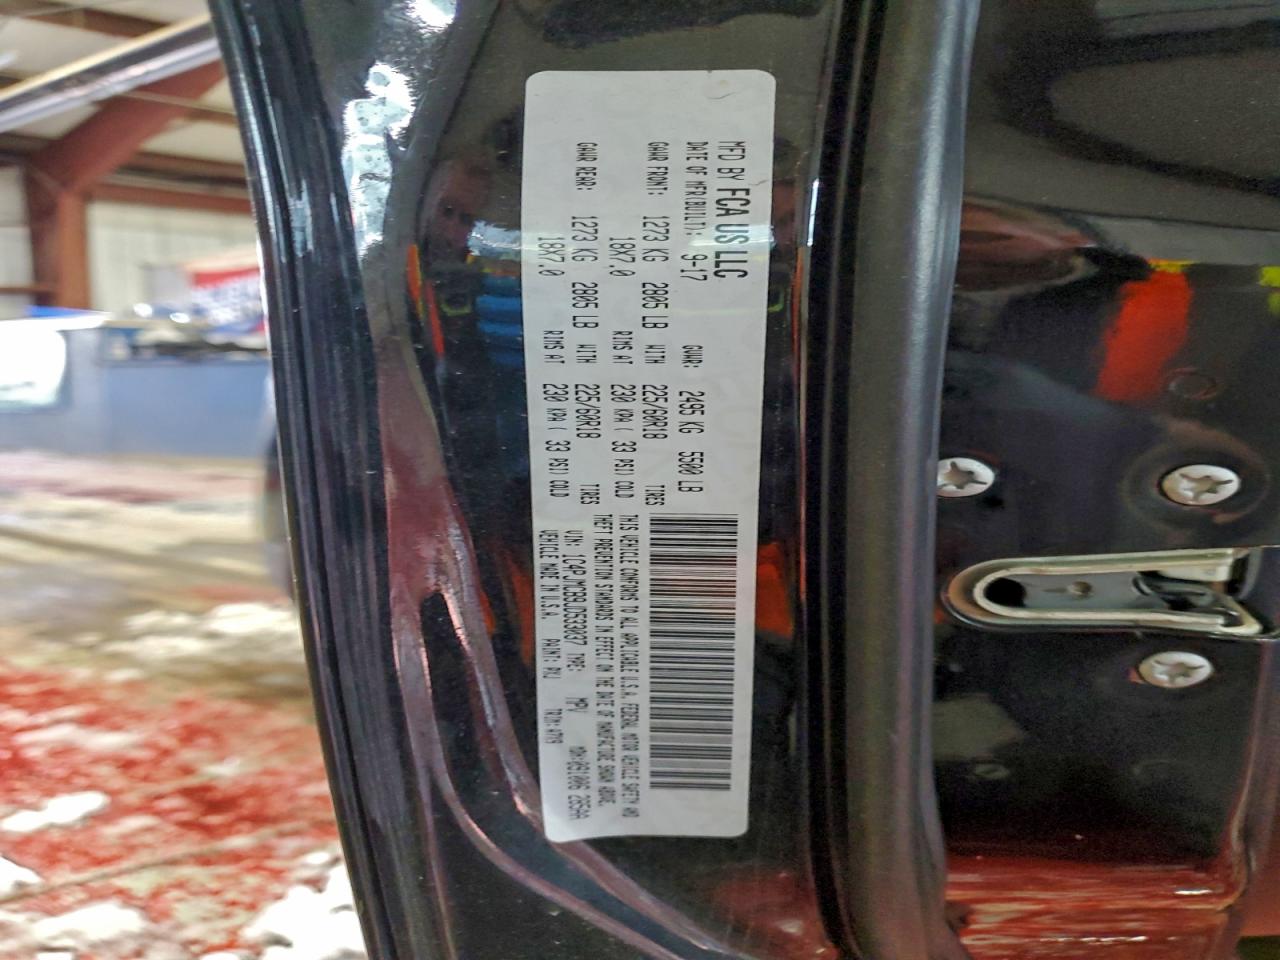 MFD BY FCA US LLC
DATE OF MFR(BUILT): 9-17 GVWR: 2495 KG 5500 LB
GAWR FRONT: 1273 KG 2805 LB WITH 225/60R18 TIRES
18X7.0 RIMS AT 230 KPA ( 33 PSI) COLD
GAWR REAR: 1273 KG 2805 LB WITH 225/60R18 TIRES
18X7.0 RIMS AT 230 KPA ( 33 PSI) COLD
THIS VEHICLE CONFORMS TO ALL APPLICABLE U.S.A. FEDERAL MOTOR VEHICLE SAFETY AND
THEFT PREVENTION STANDARDS IN EFFECT ON THE DATE OF MANUFACTURE SHOWN ABOVE.
VIN: 1C4PJMCB9JD533097 TYPE: MPV
VEHICLE MADE IN U.S.A. PAINT: PXJ